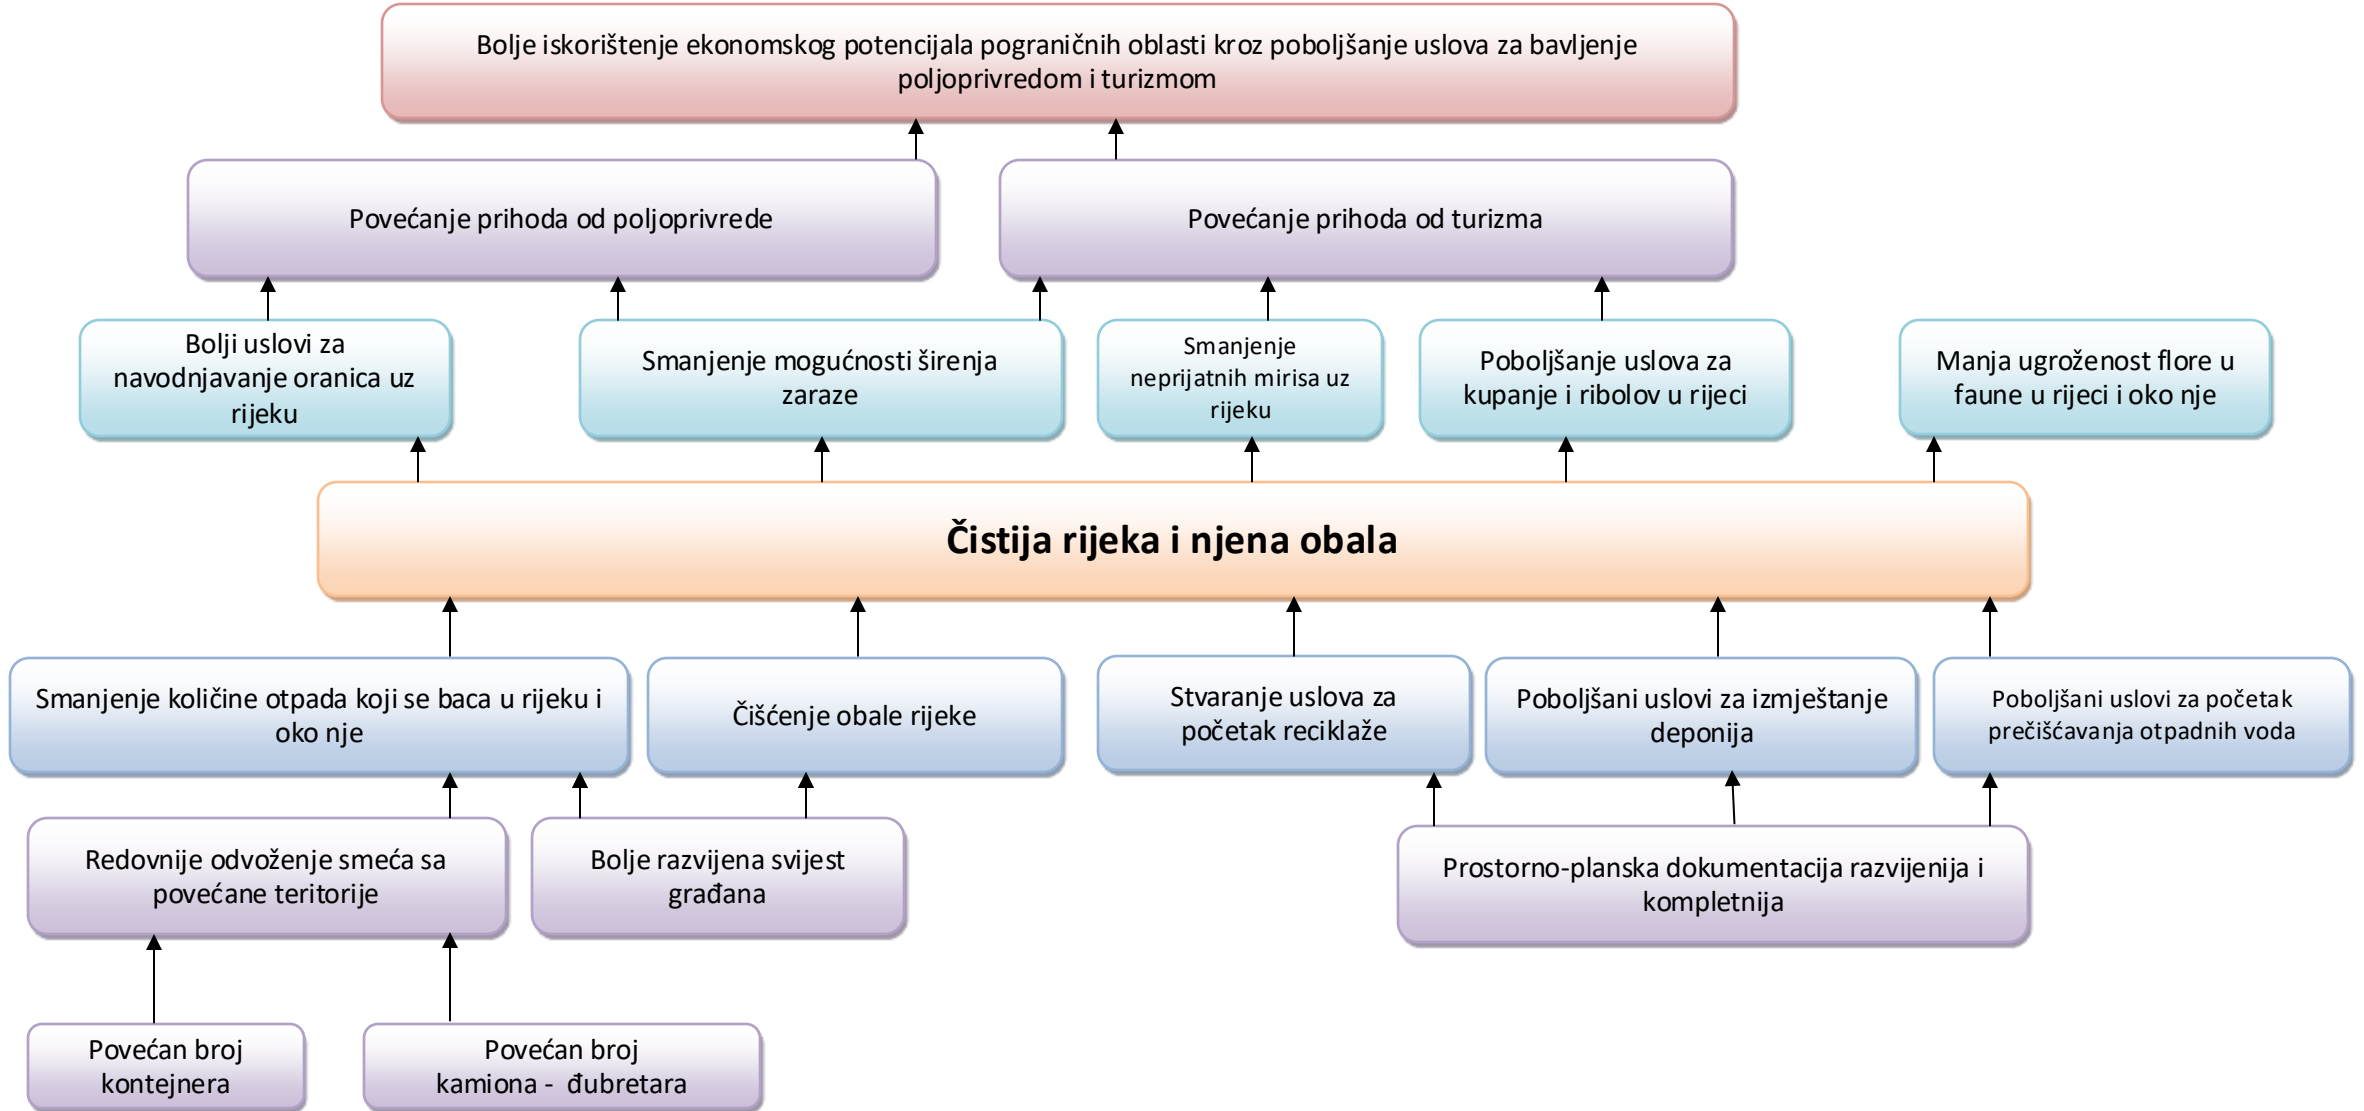 Bolje iskorištenje ekonomskog potencijala pograničnih oblasti kroz poboljšanje uslova za bavljenje
poljoprivredom i turizmom
Povećanje prihoda od poljoprivrede
Povećanje prihoda od turizma
Bolji uslovi za
navodnjavanje oranica uz
rijeku
Smanjenje mogućnosti širenja
zaraze
Smanjenje
neprijatnih mirisa uz
rijeku
Poboljšanje uslova za
kupanje i ribolov u rijeci
Manja ugroženost flore u
faune u rijeci i oko nje
Čistija rijeka i njena obala
Smanjenje količine otpada koji se baca u rijeku i
oko nje
Čišćenje obale rijeke
Stvaranje uslova za
početak reciklaže
Poboljšani uslovi za izmještanje
deponija
Poboljšani uslovi za početak
prečišćavanja otpadnih voda
Redovnije odvoženje smeća sa
povećane teritorije
Bolje razvijena svijest
građana
Prostorno-planska dokumentacija razvijenija i
kompletnija
Povećan broj
kontejnera
Povećan broj
kamiona - đubretara